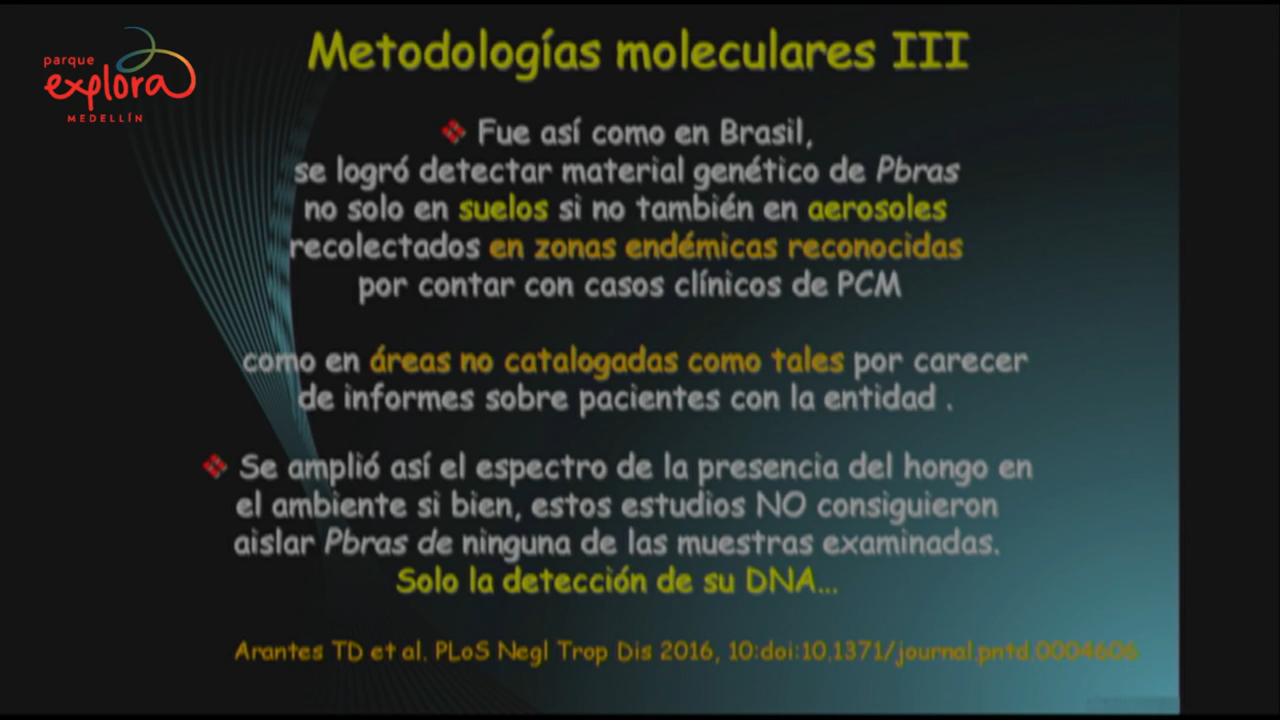 parque
explora
MEDELLÍN
Metodologías moleculares III
❖ Fue así como en Brasil,
se logró detectar material genético de Pbras
no solo en suelos si no también en aerosoles
recolectados en zonas endémicas reconocidas
por contar con casos clínicos de PCM
como en áreas no catalogadas como tales por carecer
de informes sobre pacientes con la entidad .
❖ Se amplió así el espectro de la presencia del hongo en
el ambiente si bien, estos estudios NO consiguieron
aislar Pbras de ninguna de las muestras examinadas.
Solo la detección de su DNA...
Arantes TD et al. PLoS Negl Trop Dis 2016, 10:doi:10.1371/journal.pntd.0004606